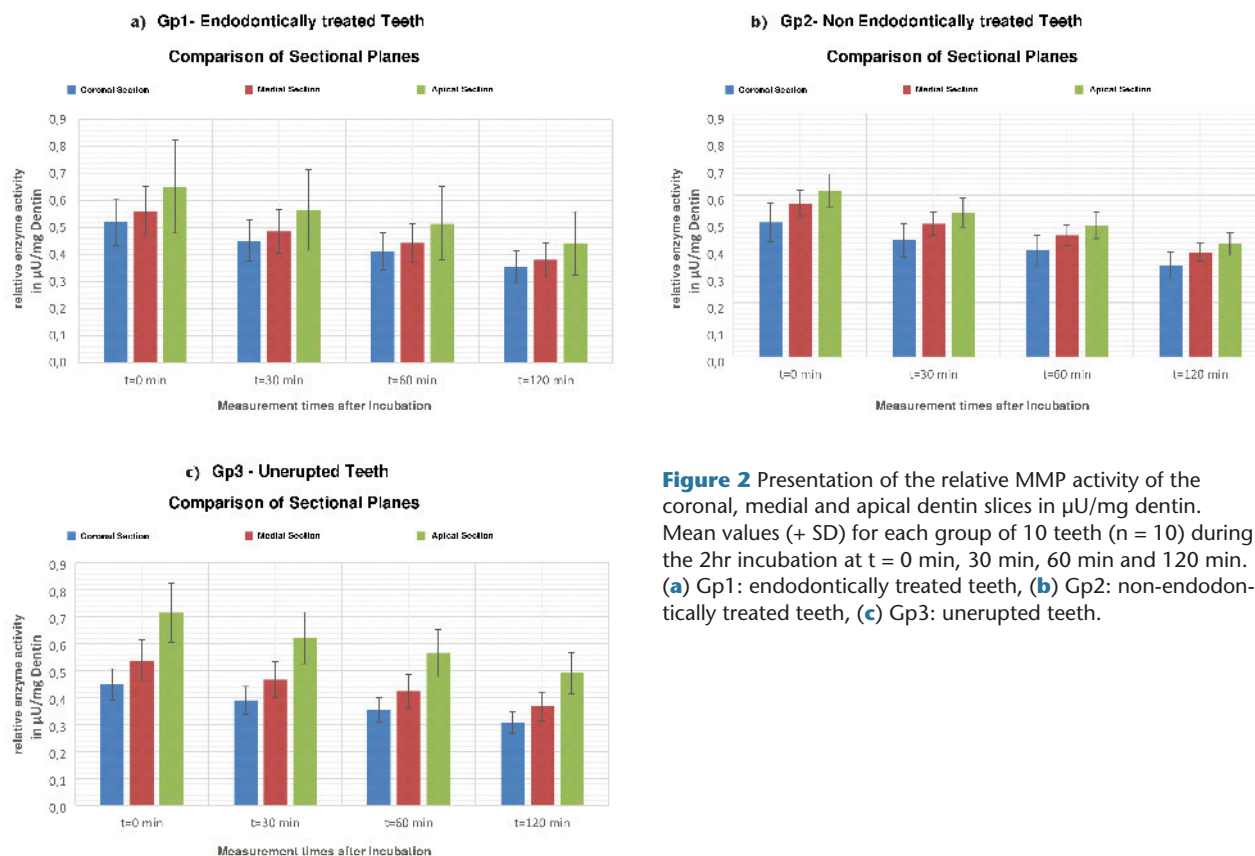 a) Gp1- Endodontically treated Teeth
Comparison of Sectional Planes
Coronal Section Medial Section Apical Section
relative enzyme activity
in µU/mg Dentin
0,9
0,8
0,7
0,6
0,5
0,4
0,3
0,2
0,1
0,0
t=0 min t=30 min t=60 min t=120 min
Measurement times after Incubation
b) Gp2- Non Endodontically treated Teeth
Comparison of Sectional Planes
Coronal Section Medial Section Apical Section
relative enzyme activity
in µU/mg Dentin
0,9
0,8
0,7
0,6
0,5
0,4
0,3
0,2
0,1
0,0
t=0 min t=30 min t=60 min t=120 min
Measurement times after Incubation
c) Gp3 - Unerupted Teeth
Comparison of Sectional Planes
Coronal Section Medial Section Apical Section
relative enzyme activity
in µU/mg Dentin
0,9
0,8
0,7
0,6
0,5
0,4
0,3
0,2
0,1
0,0
t=0 min t=30 min t=60 min t=120 min
Measurement times after Incubation
Figure 2 Presentation of the relative MMP activity of the
coronal, medial and apical dentin slices in µU/mg dentin.
Mean values (+ SD) for each group of 10 teeth (n = 10) during
the 2hr incubation at t = 0 min, 30 min, 60 min and 120 min.
(a) Gp1: endodontically treated teeth, (b) Gp2: non-endodon-
tically treated teeth, (c) Gp3: unerupted teeth.